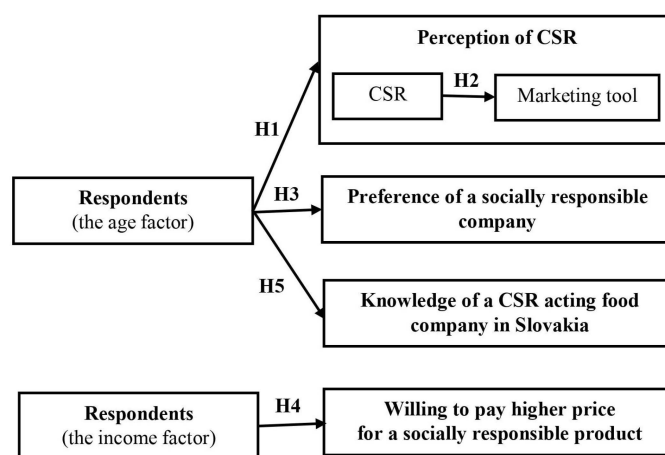 Perception of CSR
CSR
H2
Marketing tool
H1
Respondents
(the age factor)
H3
Preference of a socially responsible
company
H5
Knowledge of a CSR acting food
company in Slovakia
Respondents
(the income factor)
H4
Willing to pay higher price
for a socially responsible product